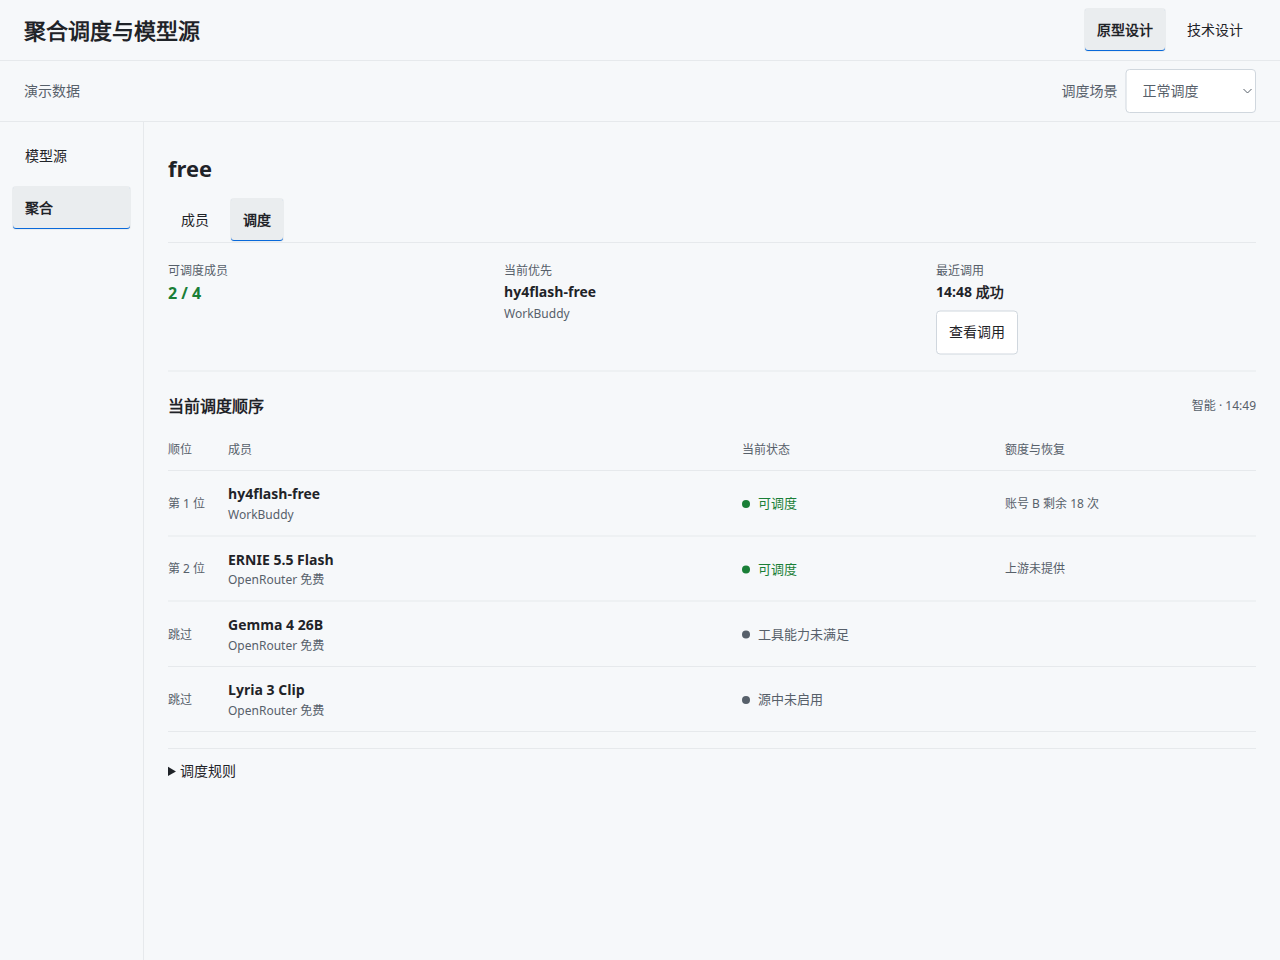 聚合调度与模型源
原型设计
技术设计
演示数据
调度场景
正常调度
模型源
聚合
free
成员
调度
可调度成员
2 / 4
当前优先
hy4flash-free
WorkBuddy
最近调用
14:48 成功
查看调用
当前调度顺序
智能 · 14:49
顺位 成员 当前状态 额度与恢复
第 1 位
hy4flash-free
WorkBuddy
可调度
账号 B 剩余 18 次
第 2 位
ERNIE 5.5 Flash
OpenRouter 免费
可调度
上游未提供
跳过
Gemma 4 26B
OpenRouter 免费
工具能力未满足
跳过
Lyria 3 Clip
OpenRouter 免费
源中未启用
调度规则